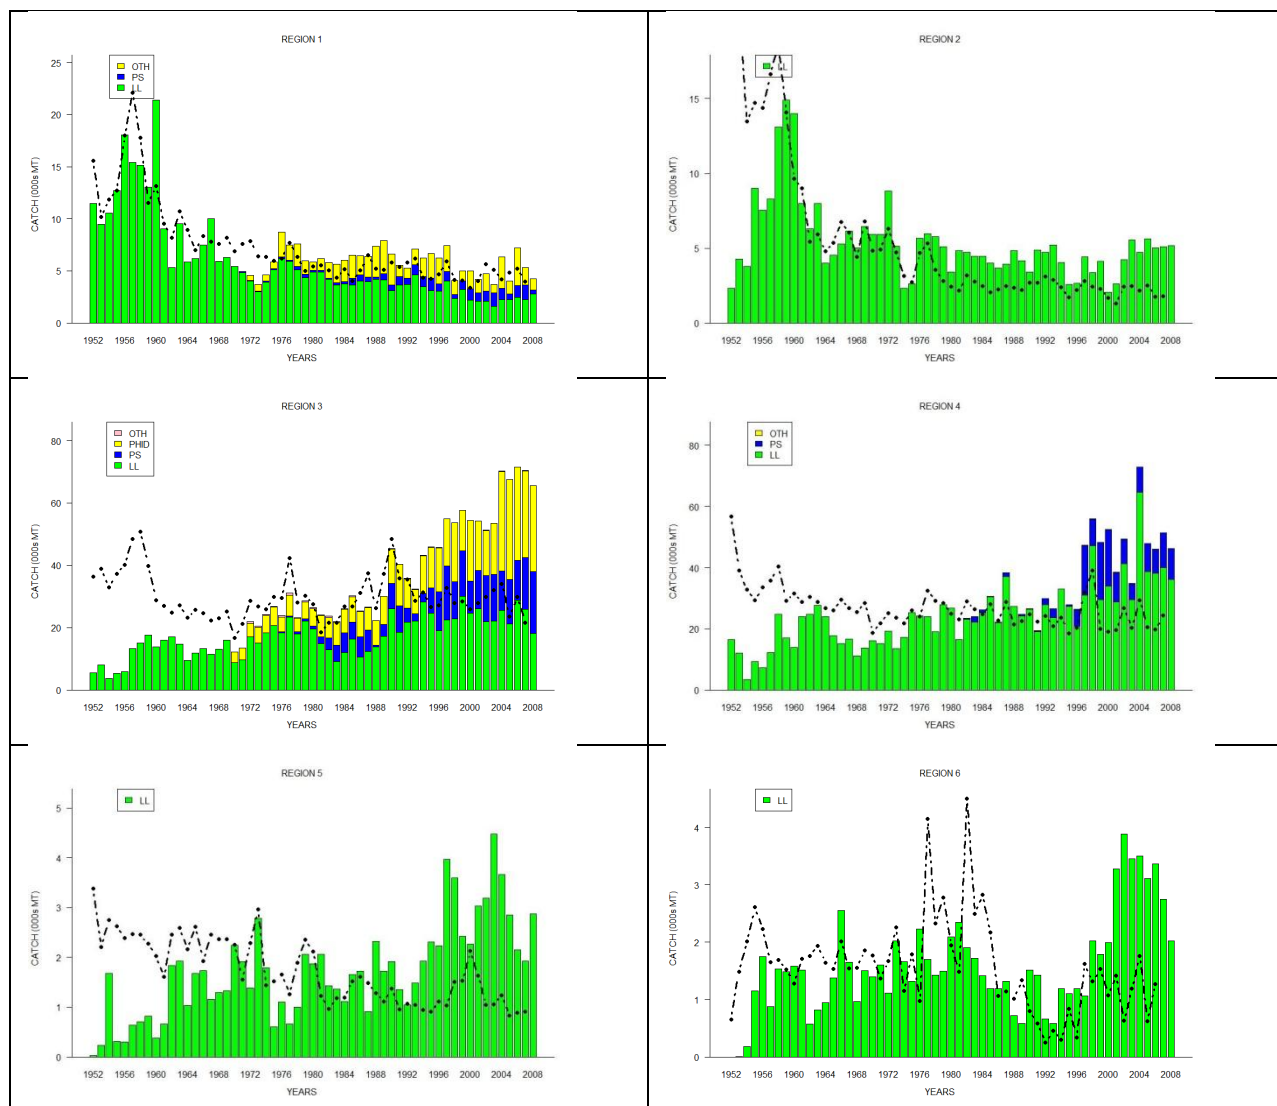 REGION 1
25
20
15
10
5
0
CATCH (000s MT)
OTH
PS
LL
1952 1956 1960 1964 1968 1972 1976 1980 1984 1988 1992 1996 2000 2004 2008
YEARS
REGION 2
15
10
5
0
CATCH (000s MT)
LL
1952 1956 1960 1964 1968 1972 1976 1980 1984 1988 1992 1996 2000 2004 2008
YEARS
REGION 3
80
60
40
20
0
CATCH (000s MT)
OTH
PHID
PS
LL
1952 1956 1960 1964 1968 1972 1976 1980 1984 1988 1992 1996 2000 2004 2008
YEARS
REGION 4
80
60
40
20
0
CATCH (000s MT)
OTH
PS
LL
1952 1956 1960 1964 1968 1972 1976 1980 1984 1988 1992 1996 2000 2004 2008
YEARS
REGION 5
5
4
3
2
1
0
CATCH (000s MT)
LL
1952 1956 1960 1964 1968 1972 1976 1980 1984 1988 1992 1996 2000 2004 2008
YEARS
REGION 6
4
3
2
1
0
CATCH (000s MT)
LL
1952 1956 1960 1964 1968 1972 1976 1980 1984 1988 1992 1996 2000 2004 2008
YEARS